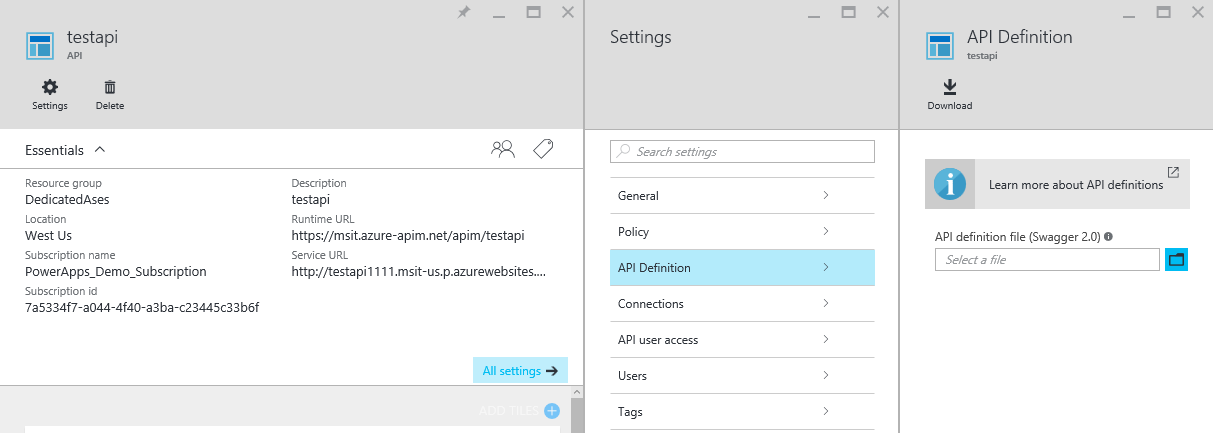 testapi
API
Settings
Delete
Essentials
Resource group
DedicatedAses
Location
West Us
Subscription name
PowerApps_Demo_Subscription
Subscription id
7a5334f7-a044-4f40-a3ba-c23445c33b6f
Description
testapi
Runtime URL
https://msit.azure-apim.net/apim/testapi
Service URL
http://testapi1111.msit-us.p.azurewebsites....
All settings
ADD TILES
Settings
Search settings
General
Policy
API Definition
Connections
API user access
Users
Tags
API Definition
testapi
Download
Learn more about API definitions
API definition file (Swagger 2.0)
Select a file